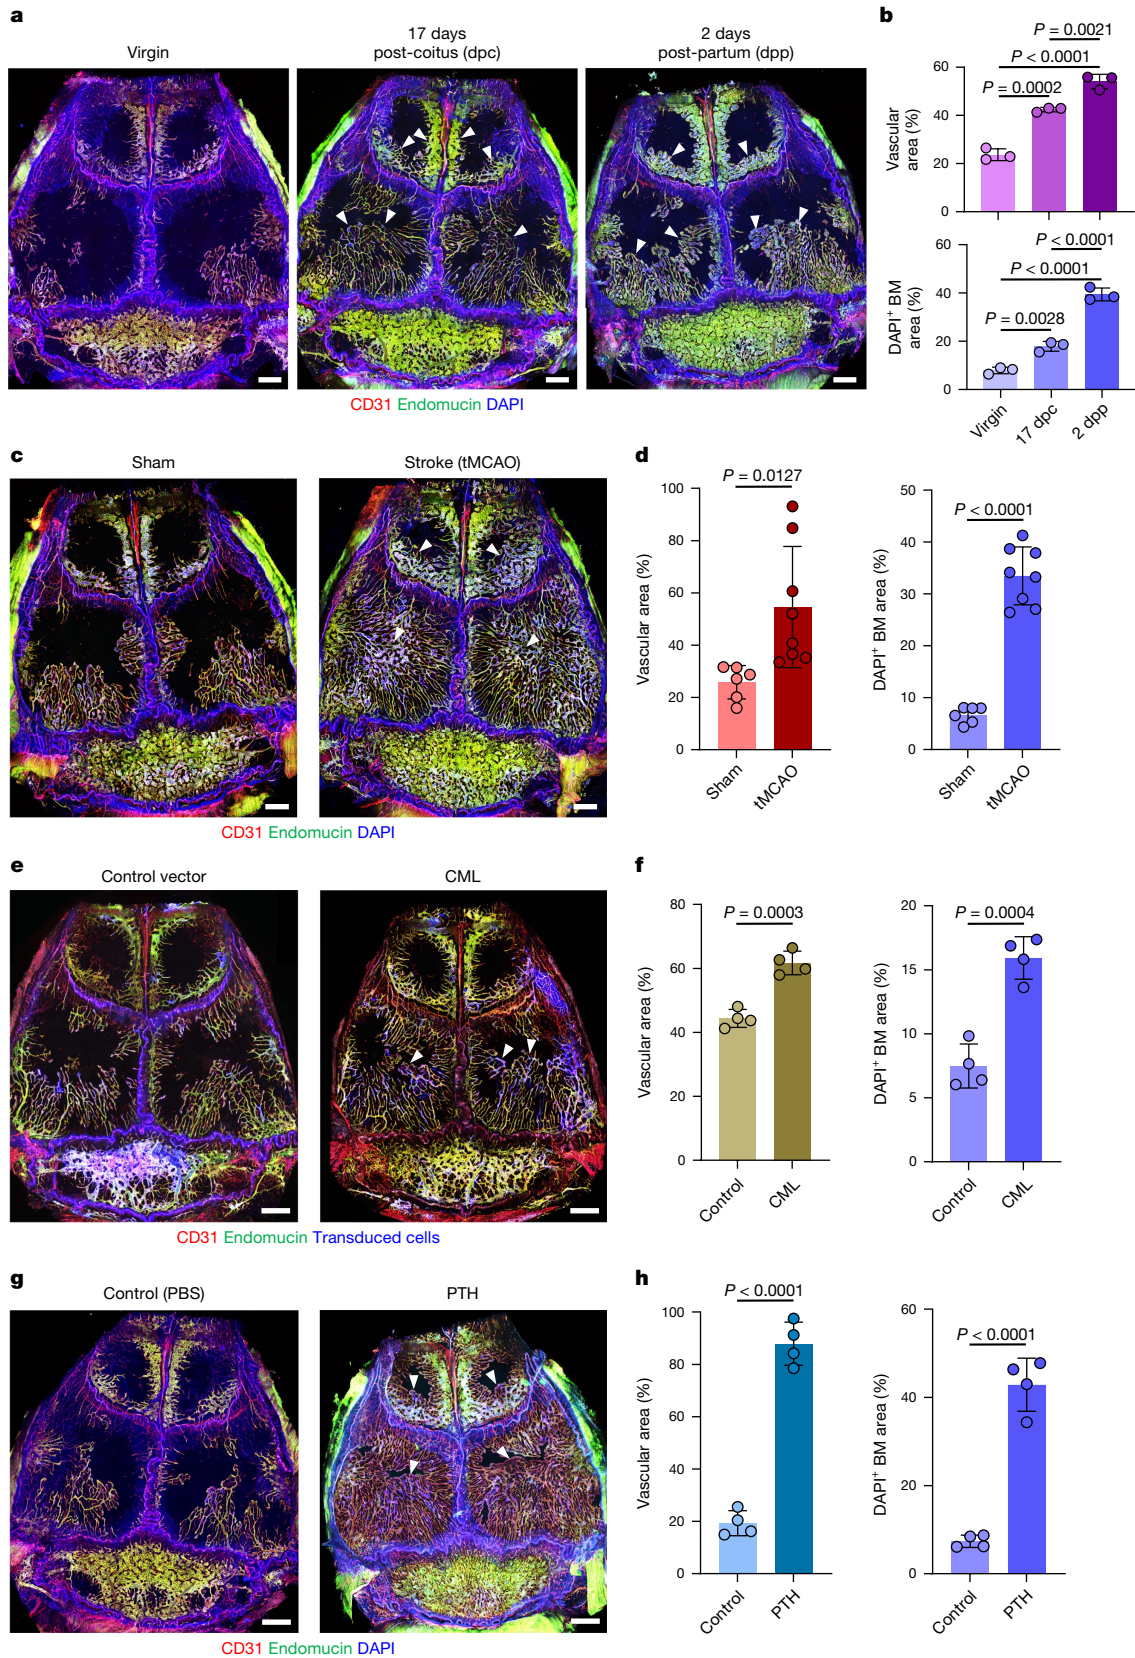 a
Virgin
17 days
post-coitus (dpc)
2 days
post-partum (dpp)
CD31 Endomucin DAPI
b
P = 0.0021
P < 0.0001
P = 0.0002
Vascular
area (%)
60
40
20
0
P < 0.0001
P < 0.0001
P = 0.0028
DAPI+ BM
area (%)
60
40
20
0
Virgin
17 dpc
2 dpp
c
Sham
Stroke (tMCAO)
CD31 Endomucin DAPI
d
P = 0.0127
Vascular area (%)
100
80
60
40
20
0
Sham
tMCAO
P < 0.0001
DAPI+ BM area (%)
50
40
30
20
10
0
Sham
tMCAO
e
Control vector
CML
CD31 Endomucin Transduced cells
f
P = 0.0003
Vascular area (%)
80
60
40
20
0
Control
CML
P = 0.0004
DAPI+ BM area (%)
20
15
10
5
0
Control
CML
g
Control (PBS)
PTH
CD31 Endomucin DAPI
h
P < 0.0001
Vascular area (%)
100
80
60
40
20
0
Control
PTH
P < 0.0001
DAPI+ BM area (%)
60
40
20
0
Control
PTH